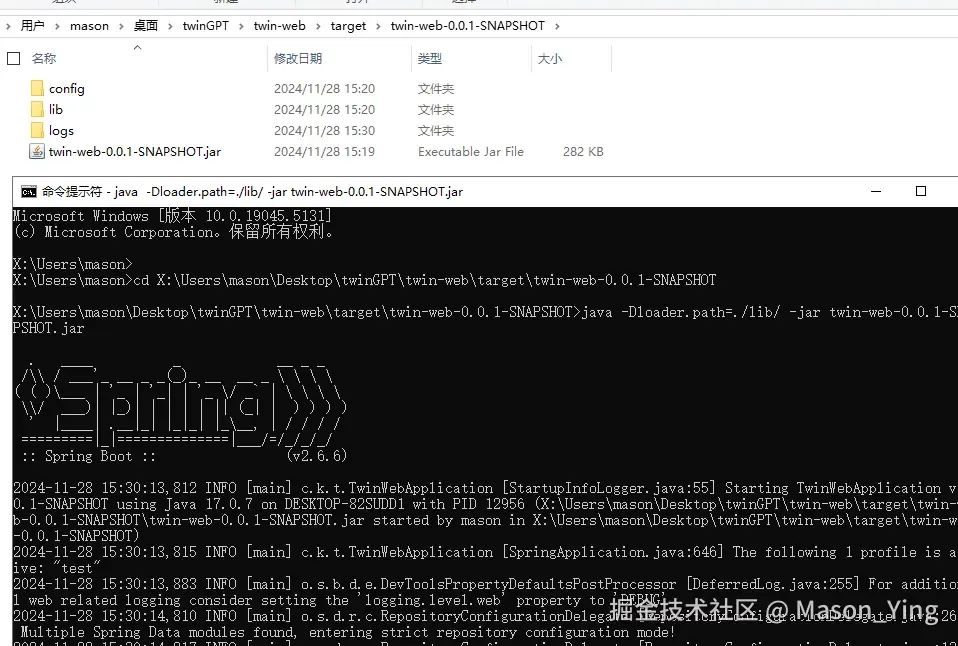 用户 › mason › 桌面 › twinGPT › twin-web › target › twin-web-0.0.1-SNAPSHOT ›
名称 修改日期 类型 大小
config 2024/11/28 15:20 文件夹
lib 2024/11/28 15:20 文件夹
logs 2024/11/28 15:30 文件夹
twin-web-0.0.1-SNAPSHOT.jar 2024/11/28 15:19 Executable Jar File 282 KB
命令提示符 - java -Dloader.path=./lib/ -jar twin-web-0.0.1-SNAPSHOT.jar
Microsoft Windows [版本 10.0.19045.5131]
(c) Microsoft Corporation。保留所有权利。
X:\Users\mason>
X:\Users\mason>cd X:\Users\mason\Desktop\twinGPT\twin-web\target\twin-web-0.0.1-SNAPSHOT
X:\Users\mason\Desktop\twinGPT\twin-web\target\twin-web-0.0.1-SNAPSHOT>java -Dloader.path=./lib/ -jar twin-web-0.0.1-S
PSHOT.jar
Spring
:: Spring Boot :: (v2.6.6)
2024-11-28 15:30:13,812 INFO [main] c.k.t.TwinWebApplication [StartupInfoLogger.java:55] Starting TwinWebApplication v
0.1-SNAPSHOT using Java 17.0.7 on DESKTOP-82SUDD1 with PID 12956 (X:\Users\mason\Desktop\twinGPT\twin-web\target\twin-
b-0.0.1-SNAPSHOT\twin-web-0.0.1-SNAPSHOT.jar started by mason in X:\Users\mason\Desktop\twinGPT\twin-web\target\twin-w
-0.0.1-SNAPSHOT)
2024-11-28 15:30:13,815 INFO [main] c.k.t.TwinWebApplication [SpringApplication.java:646] The following 1 profile is a
ive: "test"
2024-11-28 15:30:13,883 INFO [main] o.s.b.d.e.DevToolsPropertyDefaultsPostProcessor [DeferredLog.java:255] For additio
l web related logging consider setting the 'logging.level.web' property to 'DEBUG'
2024-11-28 15:30:14,810 INFO [main] o.s.d.r.c.RepositoryConfigurationDelegate
Multiple Spring Data modules found, entering strict repository configuration mode!
掘金技术社区 @ Mason_Ying